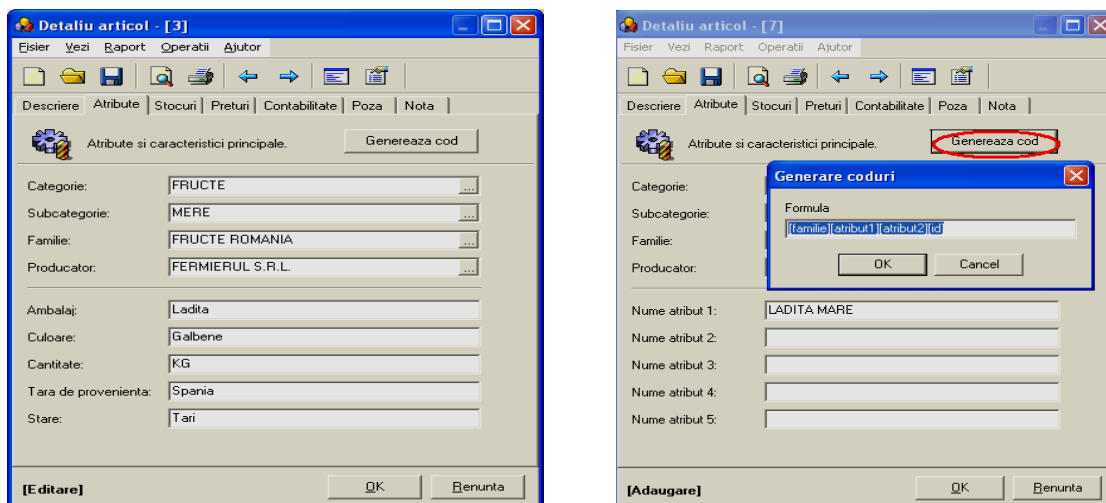 Detaliu articol - [3]
Fisier Vezi Raport Operatii Ajutor
Descriere Atribute Stocuri Preturi Contabilitate Poza Nota
Atribute si caracteristici principale. Genereaza cod
Categorie: FRUCTE ...
Subcategorie: MERE ...
Familie: FRUCTE ROMANIA ...
Producator: FERMIERUL S.R.L. ...
Ambalaj: Ladita
Culoare: Galbene
Cantitate: KG
Tara de provenienta: Spania
Stare: Tari
[Editare] OK Renunta
Detaliu articol - [7]
Fisier Vezi Raport Operatii Ajutor
Descriere Atribute Stocuri Preturi Contabilitate Poza Nota
Atribute si caracteristici principale. Genereaza cod
Categorie:
Subcategorie:
Familie:
Producator:
Generare coduri
Formula
[familie][atribut1][atribut2][id]
OK Cancel
Nume atribut 1: LADITA MARE
Nume atribut 2:
Nume atribut 3:
Nume atribut 4:
Nume atribut 5:
[Adaugare] OK Renunta